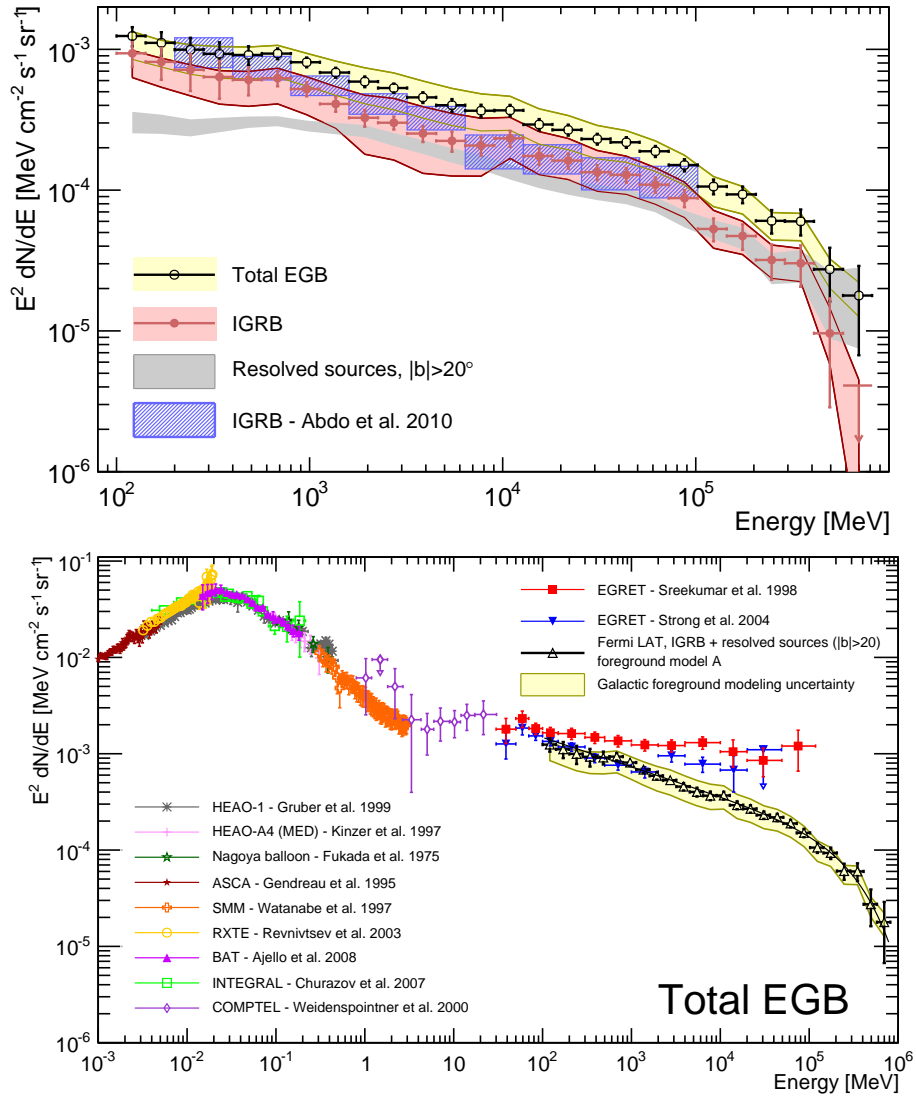 E² dN/dE [MeV cm⁻² s⁻¹ sr⁻¹]
10⁻³
10⁻⁴
10⁻⁵
10⁻⁶
Total EGB
IGRB
Resolved sources, |b|>20°
IGRB - Abdo et al. 2010
10² 10³ 10⁴ 10⁵
Energy [MeV]
E² dN/dE [MeV cm⁻² s⁻¹ sr⁻¹]
10⁻¹
10⁻²
10⁻³
10⁻⁴
10⁻⁵
10⁻⁶
EGRET - Sreekumar et al. 1998
EGRET - Strong et al. 2004
Fermi LAT, IGRB + resolved sources (|b|>20)
foreground model A
Galactic foreground modeling uncertainty
HEAO-1 - Gruber et al. 1999
HEAO-A4 (MED) - Kinzer et al. 1997
Nagoya balloon - Fukada et al. 1975
ASCA - Gendreau et al. 1995
SMM - Watanabe et al. 1997
RXTE - Revnivtsev et al. 2003
BAT - Ajello et al. 2008
INTEGRAL - Churazov et al. 2007
COMPTEL - Weidenspointner et al. 2000
Total EGB
10⁻³ 10⁻² 10⁻¹ 1 10 10² 10³ 10⁴ 10⁵ 10⁶
Energy [MeV]